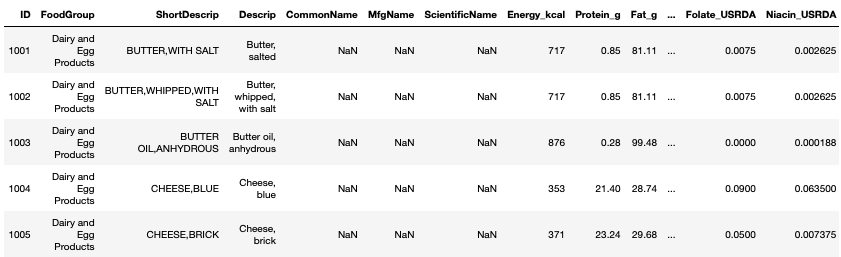 ID FoodGroup ShortDescrip Descrip CommonName MfgName ScientificName Energy_kcal Protein_g Fat_g ... Folate_USRDA Niacin_USRDA
1001 Dairy and Egg Products BUTTER,WITH SALT Butter, salted NaN NaN NaN 717 0.85 81.11 ... 0.0075 0.002625
1002 Dairy and Egg Products BUTTER,WHIPPED,WITH SALT Butter, whipped, with salt NaN NaN NaN 717 0.85 81.11 ... 0.0075 0.002625
1003 Dairy and Egg Products BUTTER OIL,ANHYDROUS Butter oil, anhydrous NaN NaN NaN 876 0.28 99.48 ... 0.0000 0.000188
1004 Dairy and Egg Products CHEESE,BLUE Cheese, blue NaN NaN NaN 353 21.40 28.74 ... 0.0900 0.063500
1005 Dairy and Egg Products CHEESE,BRICK Cheese, brick NaN NaN NaN 371 23.24 29.68 ... 0.0500 0.007375